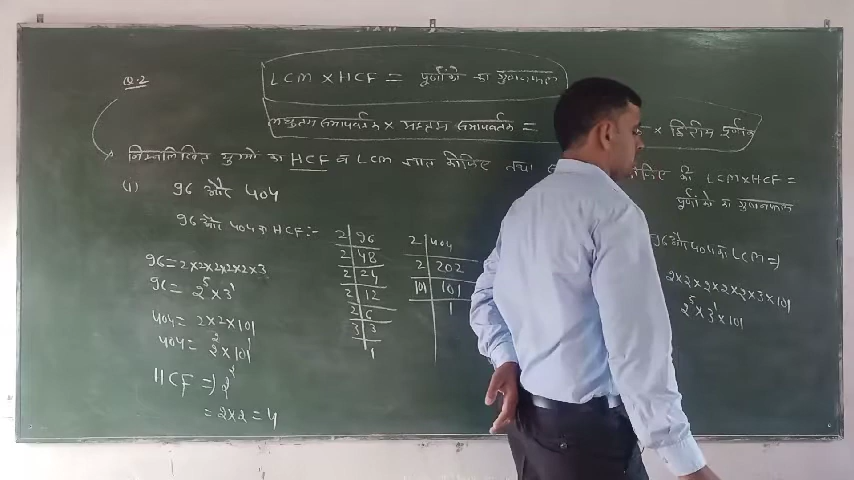 Q.2
LCM × HCF = पूर्णांकों का गुणनफल
लघुतम समापवर्तक × महत्तम समापवर्तक = × द्वितीय पूर्णांक
निम्नलिखित युग्मों का HCF व LCM ज्ञात कीजिए तथा कीजिए की LCM×HCF =
पूर्णांकों का गुणनफल
(i) 96 और 404
96 और 404 का HCF:-
96 = 2×2×2×2×2×3
96 = 2⁵ × 3¹
404 = 2×2×101
404 = 2² × 101¹
HCF ⇒ 2²
= 2×2 = 4
2 96
2 48
2 24
2 12
2 6
3 3
1
2 404
2 202
101 101
1
96 और 404 का LCM ⇒
2×2×2×2×2×3×101
2⁵ × 3¹ × 101